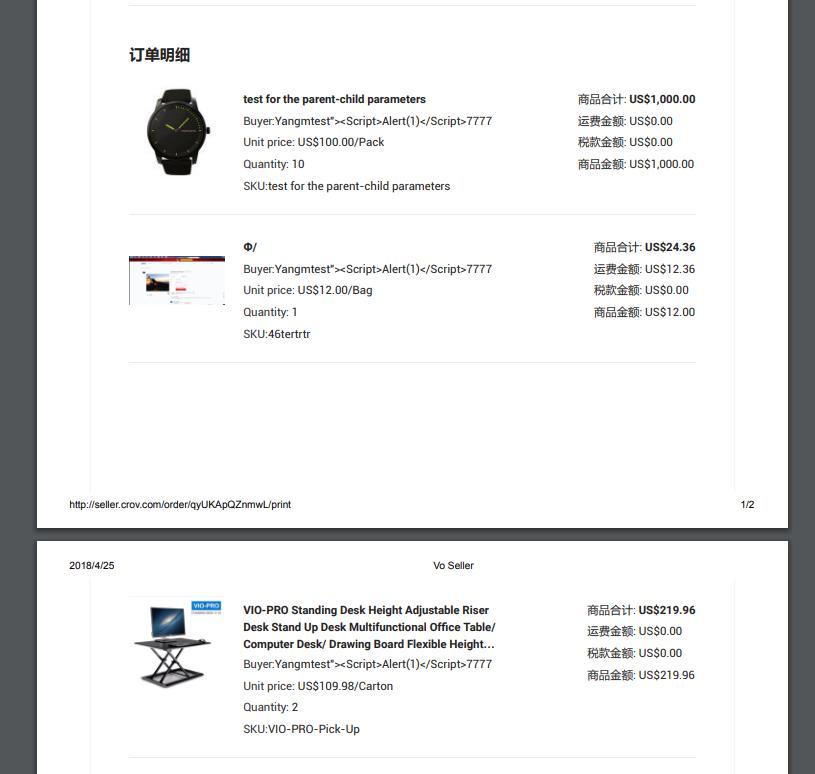 订单明细
test for the parent-child parameters
Buyer:Yangmtest"><Script>Alert(1)</Script>7777
Unit price: US$100.00/Pack
Quantity: 10
SKU:test for the parent-child parameters
商品合计: US$1,000.00
运费金额: US$0.00
税款金额: US$0.00
商品金额: US$1,000.00
Φ/
Buyer:Yangmtest"><Script>Alert(1)</Script>7777
Unit price: US$12.00/Bag
Quantity: 1
SKU:46tertrtr
商品合计: US$24.36
运费金额: US$12.36
税款金额: US$0.00
商品金额: US$12.00
http://seller.crov.com/order/qyUKApQZnmwL/print
1/2
2018/4/25
Vo Seller
VIO-PRO
VIO-PRO Standing Desk Height Adjustable Riser
Desk Stand Up Desk Multifunctional Office Table/
Computer Desk/ Drawing Board Flexible Height...
Buyer:Yangmtest"><Script>Alert(1)</Script>7777
Unit price: US$109.98/Carton
Quantity: 2
SKU:VIO-PRO-Pick-Up
商品合计: US$219.96
运费金额: US$0.00
税款金额: US$0.00
商品金额: US$219.96